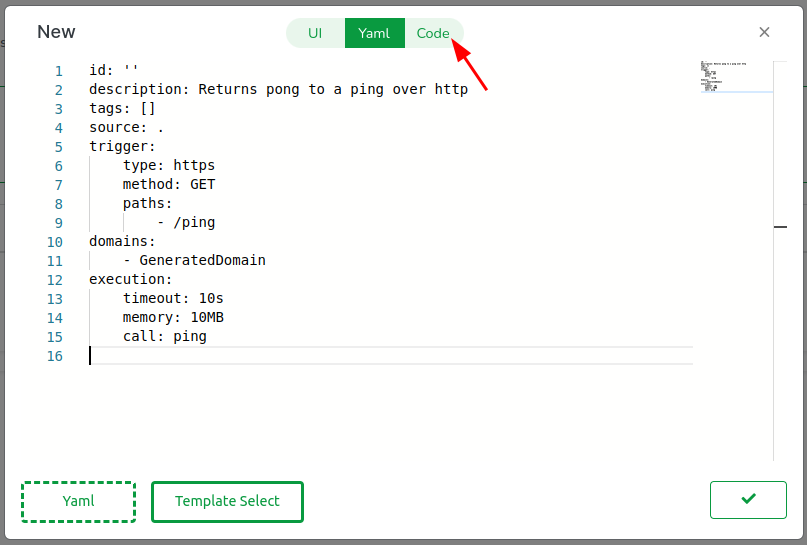 New
UI Yaml Code ×
1 id: ''
2 description: Returns pong to a ping over http
3 tags: []
4 source: .
5 trigger:
6 type: https
7 method: GET
8 paths:
9 - /ping
10 domains:
11 - GeneratedDomain
12 execution:
13 timeout: 10s
14 memory: 10MB
15 call: ping
16
Yaml
Template Select